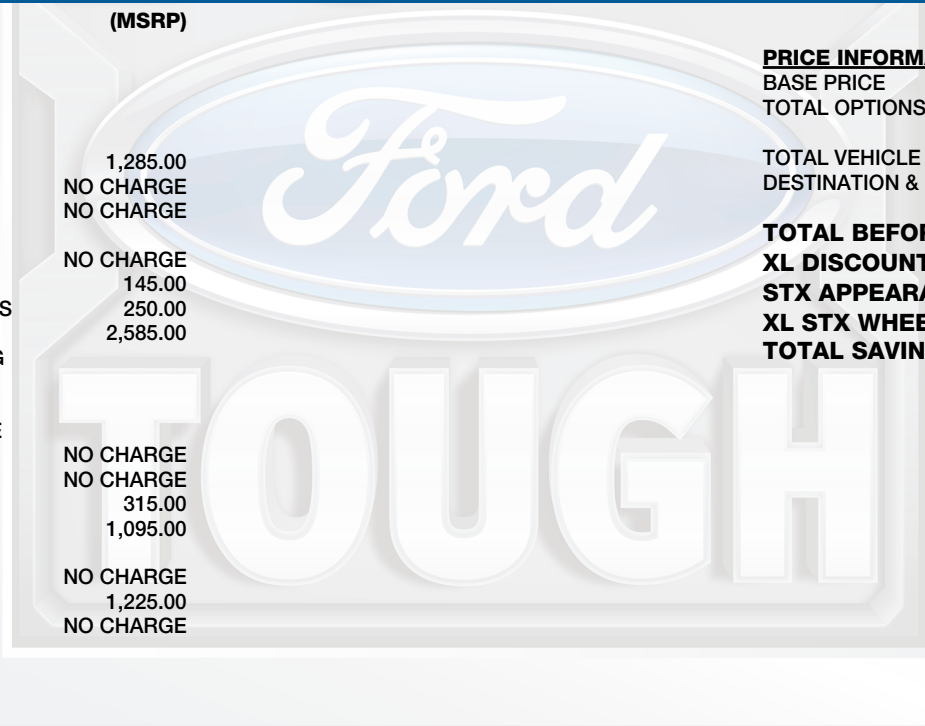 (MSRP)
1,285.00
NO CHARGE
NO CHARGE
NO CHARGE
145.00
250.00
2,585.00
NO CHARGE
NO CHARGE
315.00
1,095.00
NO CHARGE
1,225.00
NO CHARGE
S
G
E
Ford
TOUGH
PRICE INFORMA
BASE PRICE
TOTAL OPTIONS
TOTAL VEHICLE
DESTINATION &
TOTAL BEFOR
XL DISCOUNT
STX APPEARA
XL STX WHEE
TOTAL SAVIN